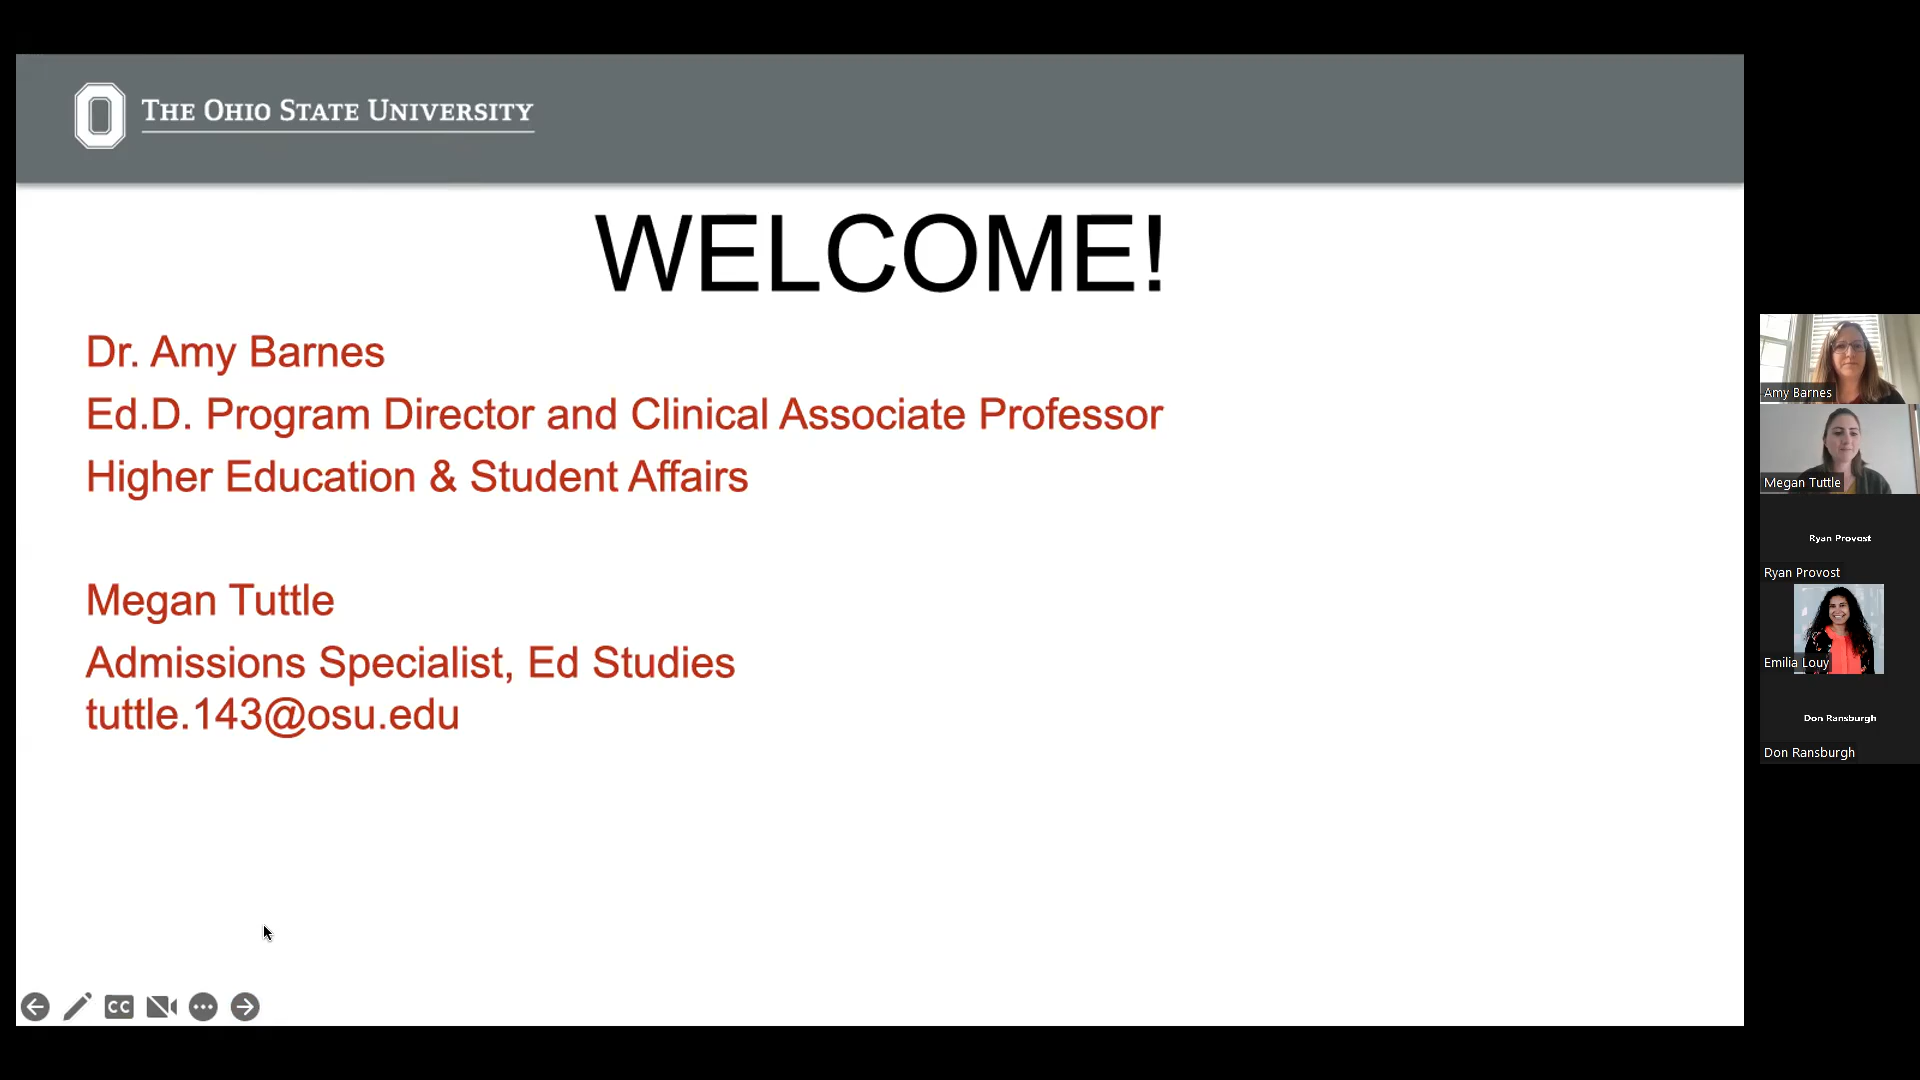 THE OHIO STATE UNIVERSITY
WELCOME!
Dr. Amy Barnes
Ed.D. Program Director and Clinical Associate Professor
Higher Education & Student Affairs
Megan Tuttle
Admissions Specialist, Ed Studies
tuttle.143@osu.edu
CC
Amy Barnes
Megan Tuttle
Ryan Provost
Ryan Provost
Emilia Louy
Don Ransburgh
Don Ransburgh